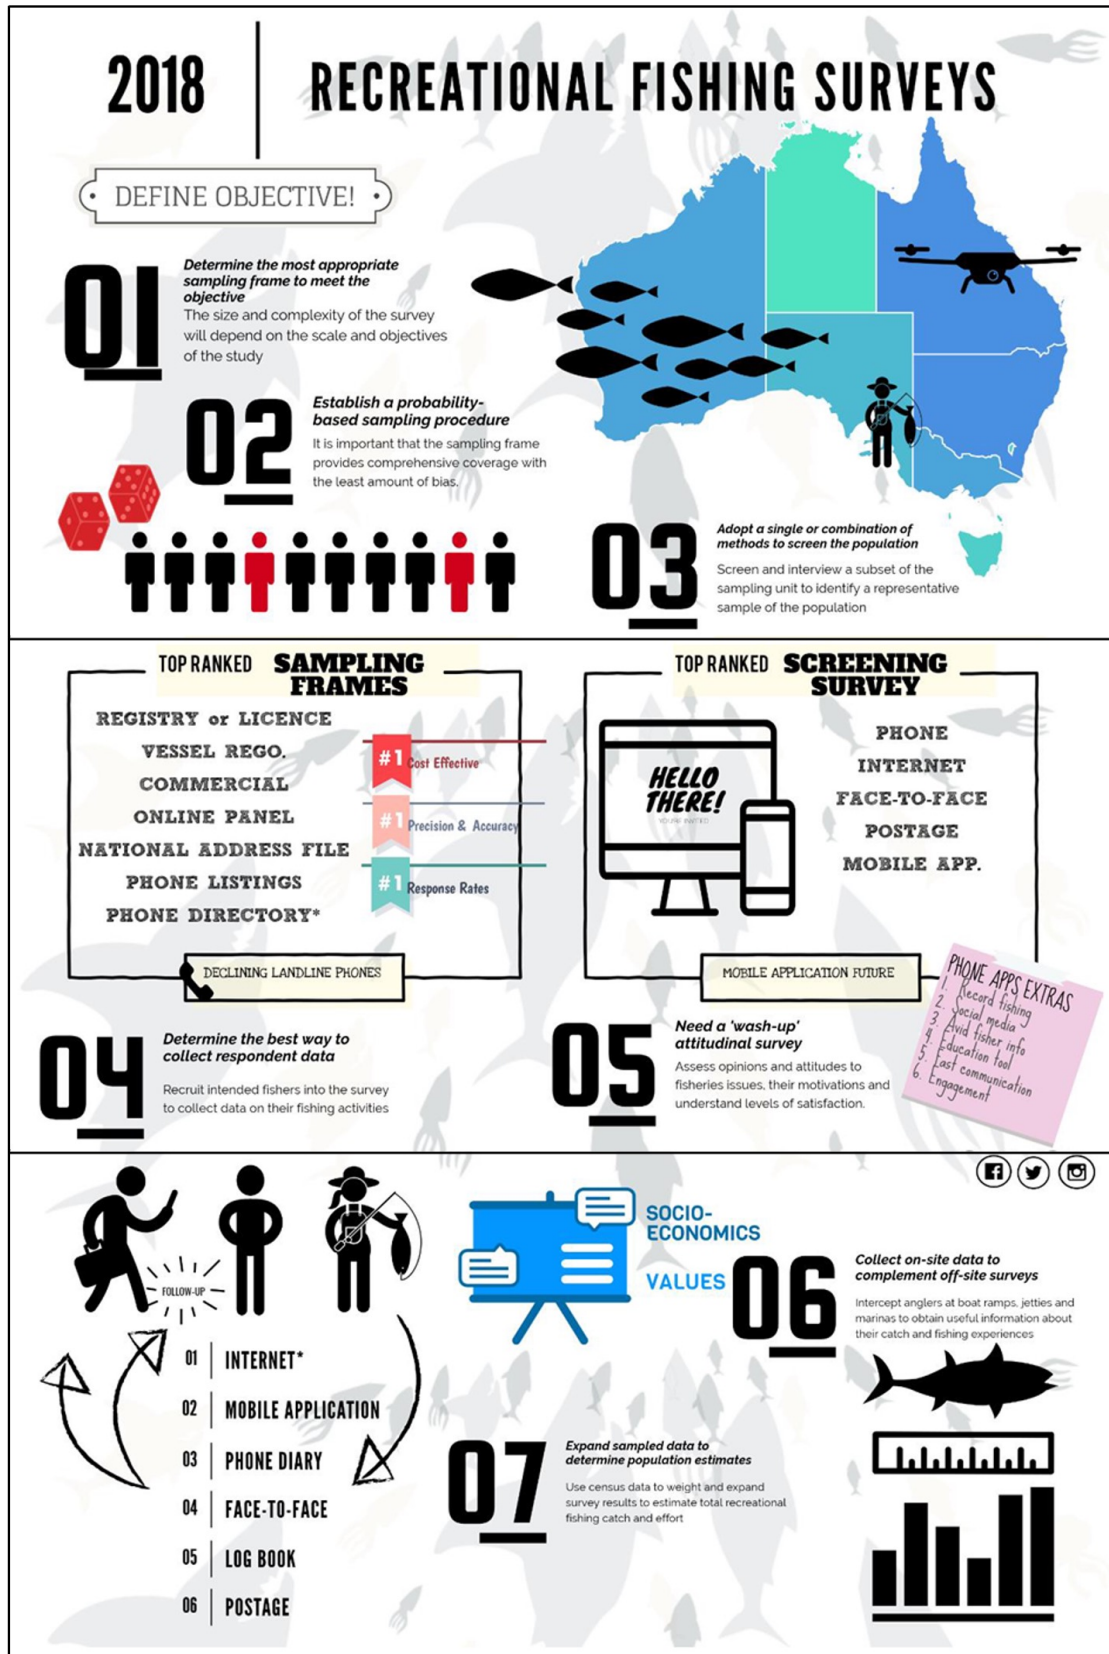 2018
RECREATIONAL FISHING SURVEYS
DEFINE OBJECTIVE!
01
Determine the most appropriate
sampling frame to meet the
objective
The size and complexity of the survey
will depend on the scale and objectives
of the study
02
Establish a probability-
based sampling procedure
It is important that the sampling frame
provides comprehensive coverage with
the least amount of bias.
03
Adopt a single or combination of
methods to screen the population
Screen and interview a subset of the
sampling unit to identify a representative
sample of the population
TOP RANKED SAMPLING
FRAMES
REGISTRY or LICENCE
VESSEL REGO.
COMMERCIAL
ONLINE PANEL
NATIONAL ADDRESS FILE
PHONE LISTINGS
PHONE DIRECTORY*
#1 Cost Effective
#1 Precision & Accuracy
#1 Response Rates
DECLINING LANDLINE PHONES
TOP RANKED SCREENING
SURVEY
HELLO
THERE!
YOU'RE INVITED
PHONE
INTERNET
FACE-TO-FACE
POSTAGE
MOBILE APP.
MOBILE APPLICATION FUTURE
PHONE APPS EXTRAS
1. Record fishing
2. Social media
3. Avid fisher info
4. Education tool
5. East communication
6. Engagement
04
Determine the best way to
collect respondent data
Recruit intended fishers into the survey
to collect data on their fishing activities
05
Need a 'wash-up'
attitudinal survey
Assess opinions and attitudes to
fisheries issues, their motivations and
understand levels of satisfaction.
FOLLOW-UP
01 INTERNET*
02 MOBILE APPLICATION
03 PHONE DIARY
04 FACE-TO-FACE
05 LOG BOOK
06 POSTAGE
SOCIO-
ECONOMICS
VALUES
06
Collect on-site data to
complement off-site surveys
Intercept anglers at boat ramps, jetties and
marinas to obtain useful information about
their catch and fishing experiences
07
Expand sampled data to
determine population estimates
Use census data to weight and expand
survey results to estimate total recreational
fishing catch and effort